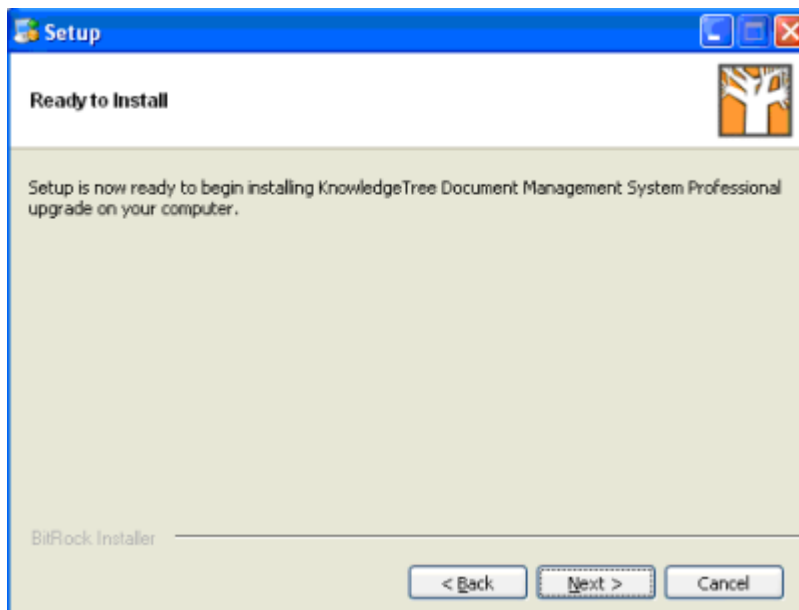 Setup
Ready to Install
Setup is now ready to begin installing KnowledgeTree Document Management System Professional
upgrade on your computer.
BitRock Installer
< Back
Next >
Cancel